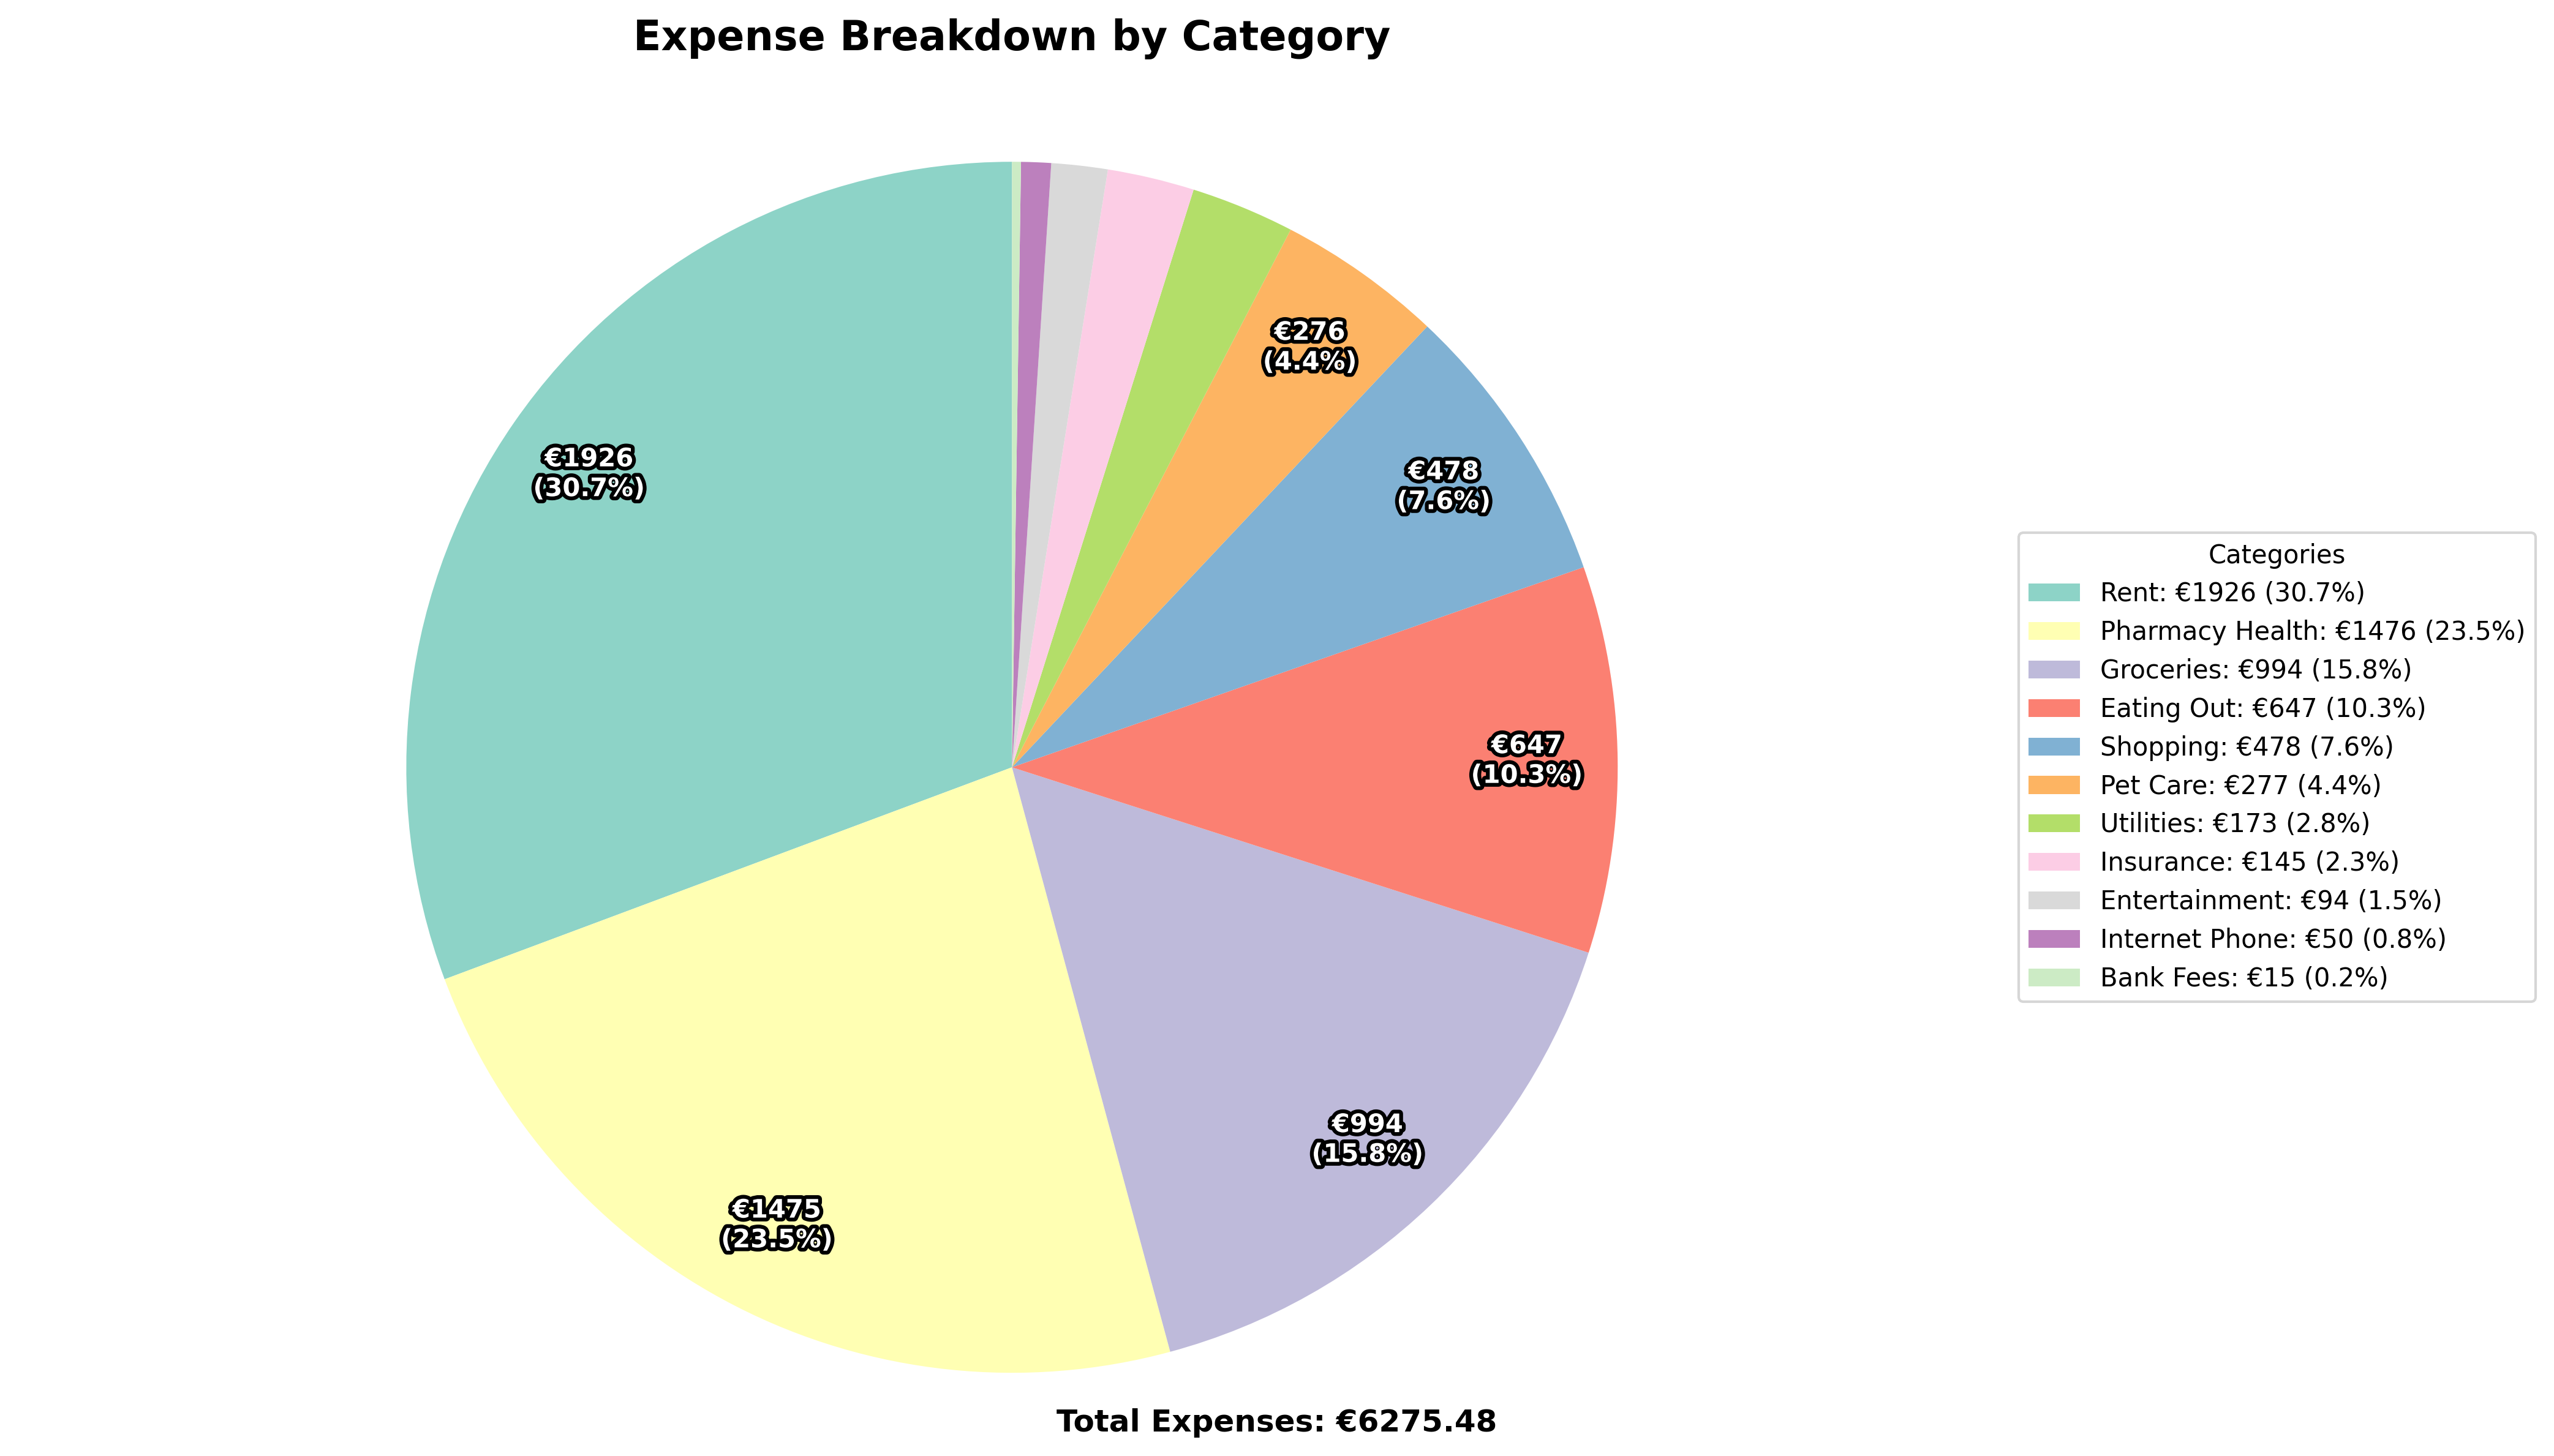 Expense Breakdown by Category
€276
(4.4%)
€1926
(30.7%)
€478
(7.6%)
€647
(10.3%)
€994
(15.8%)
€1475
(23.5%)
Categories
Rent: €1926 (30.7%)
Pharmacy Health: €1476 (23.5%)
Groceries: €994 (15.8%)
Eating Out: €647 (10.3%)
Shopping: €478 (7.6%)
Pet Care: €277 (4.4%)
Utilities: €173 (2.8%)
Insurance: €145 (2.3%)
Entertainment: €94 (1.5%)
Internet Phone: €50 (0.8%)
Bank Fees: €15 (0.2%)
Total Expenses: €6275.48